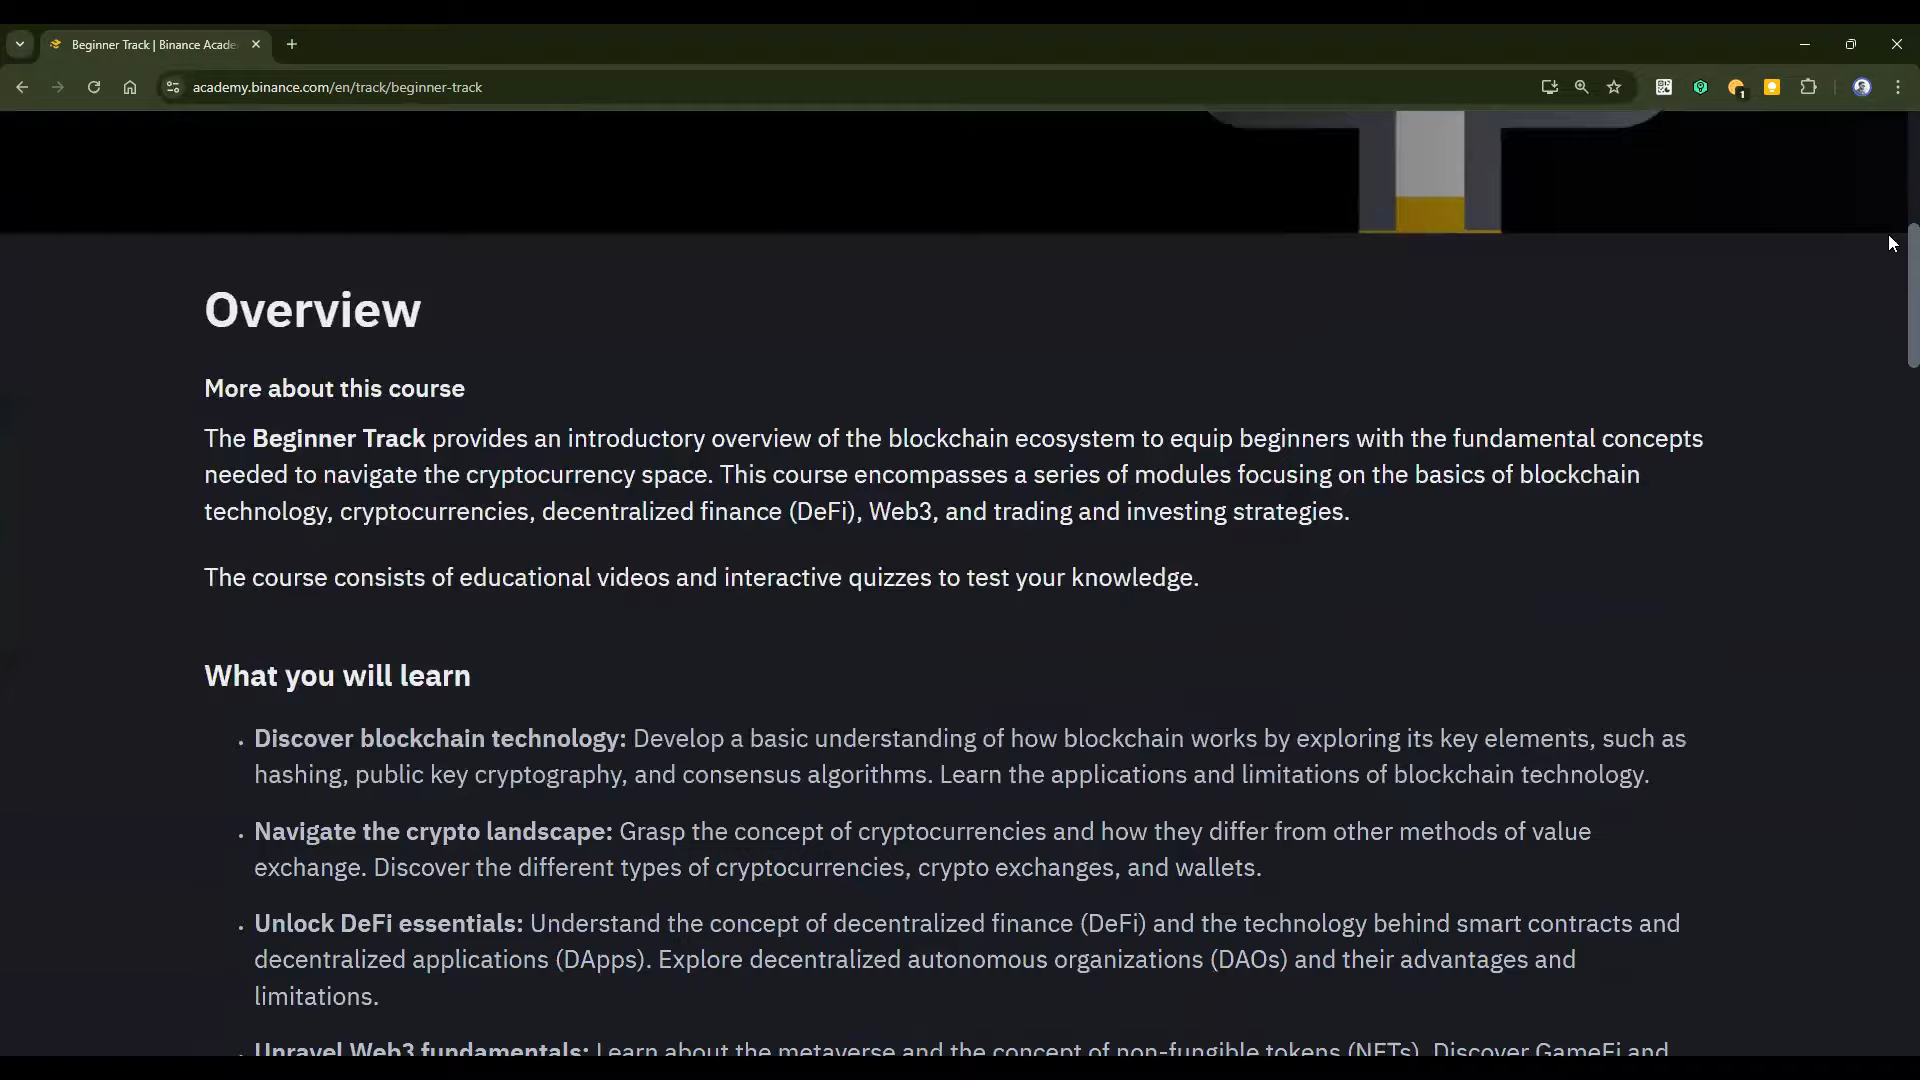 Beginner Track | Binance Acade
academy.binance.com/en/track/beginner-track
1
Overview
More about this course
The Beginner Track provides an introductory overview of the blockchain ecosystem to equip beginners with the fundamental concepts
needed to navigate the cryptocurrency space. This course encompasses a series of modules focusing on the basics of blockchain
technology, cryptocurrencies, decentralized finance (DeFi), Web3, and trading and investing strategies.
The course consists of educational videos and interactive quizzes to test your knowledge.
What you will learn
• Discover blockchain technology: Develop a basic understanding of how blockchain works by exploring its key elements, such as
hashing, public key cryptography, and consensus algorithms. Learn the applications and limitations of blockchain technology.
• Navigate the crypto landscape: Grasp the concept of cryptocurrencies and how they differ from other methods of value
exchange. Discover the different types of cryptocurrencies, crypto exchanges, and wallets.
• Unlock DeFi essentials: Understand the concept of decentralized finance (DeFi) and the technology behind smart contracts and
decentralized applications (DApps). Explore decentralized autonomous organizations (DAOs) and their advantages and
limitations.
• Unravel Web3 fundamentals: Learn about the metaverse and the concept of non-fungible tokens (NFTs). Discover GameFi and